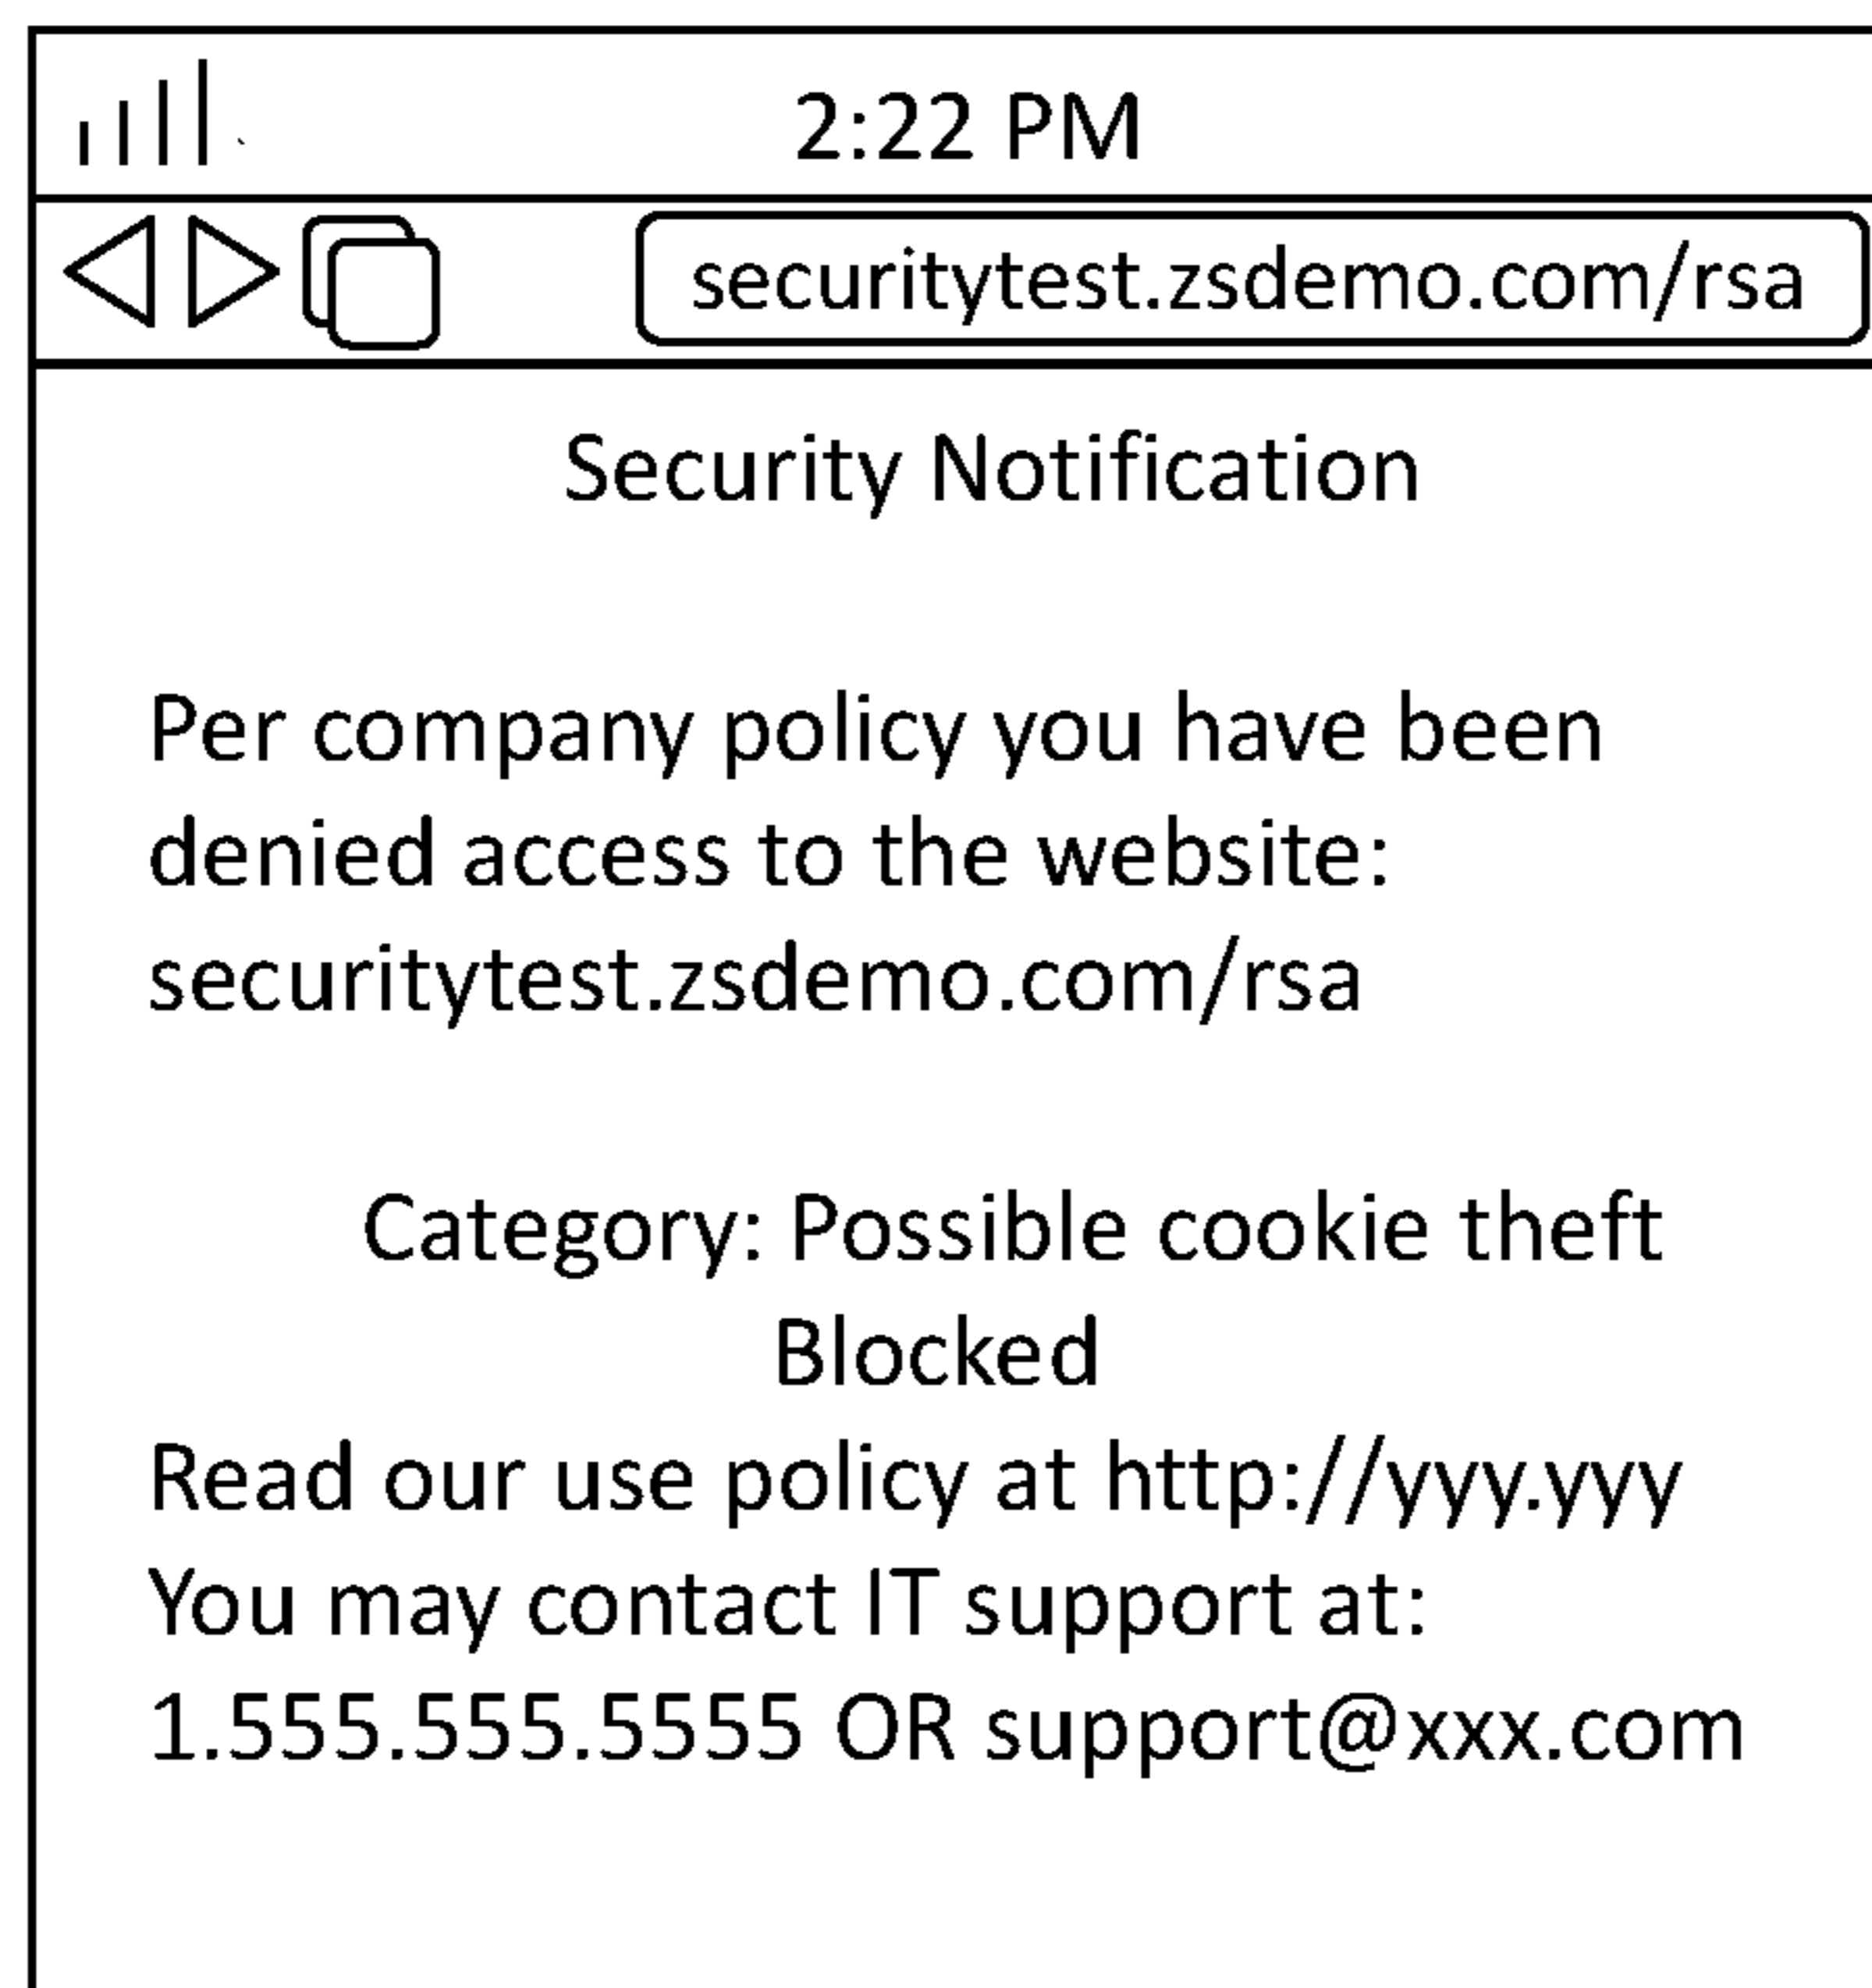 2:22 PM
securitytest.zsdemo.com/rsa
Security Notification
Per company policy you have been
denied access to the website:
securitytest.zsdemo.com/rsa
Category: Possible cookie theft
Blocked
Read our use policy at http://yyy.yyy
You may contact IT support at:
1.555.555.5555 OR support@xxx.com